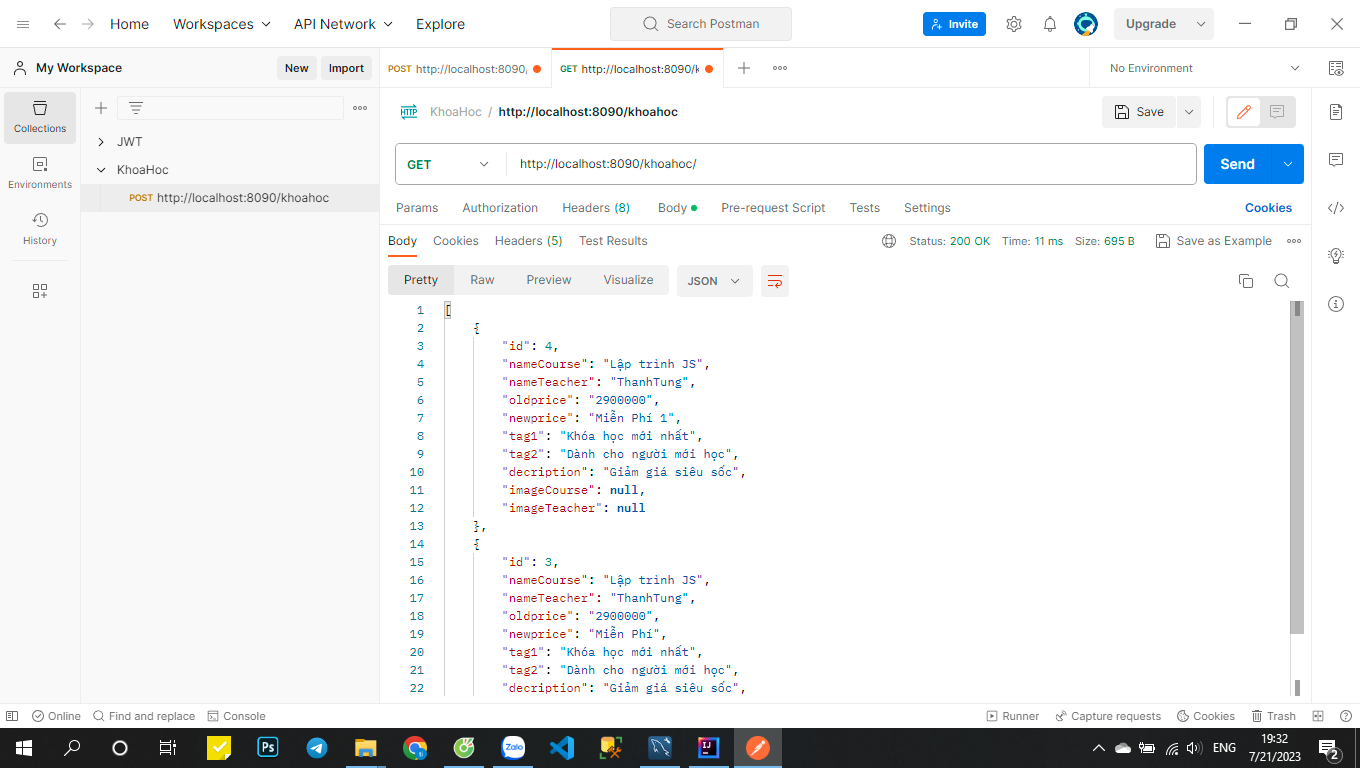 Home Workspaces API Network Explore Search Postman Invite Upgrade
My Workspace New Import POST http://localhost:8090, GET http://localhost:8090/k No Environment
Collections
Environments
History
JWT
KhoaHoc
POST http://localhost:8090/khoahoc
HTTP KhoaHoc / http://localhost:8090/khoahoc Save
GET http://localhost:8090/khoahoc/ Send
Params Authorization Headers (8) Body Pre-request Script Tests Settings Cookies
Body Cookies Headers (5) Test Results Status: 200 OK Time: 11 ms Size: 695 B Save as Example
Pretty Raw Preview Visualize JSON
1 [
2 {
3 "id": 4,
4 "nameCourse": "Lập trình JS",
5 "nameTeacher": "ThanhTung",
6 "oldprice": "2900000",
7 "newprice": "Miễn Phí 1",
8 "tag1": "Khóa học mới nhất",
9 "tag2": "Dành cho người mới học",
10 "decription": "Giảm giá siêu sốc",
11 "imageCourse": null,
12 "imageTeacher": null
13 },
14 {
15 "id": 3,
16 "nameCourse": "Lập trình JS",
17 "nameTeacher": "ThanhTung",
18 "oldprice": "2900000",
19 "newprice": "Miễn Phí",
20 "tag1": "Khóa học mới nhất",
21 "tag2": "Dành cho người mới học",
22 "decription": "Giảm giá siêu sốc",
Online Find and replace Console Runner Capture requests Cookies Trash
Ps Zalo IJ ENG 19:32
7/21/2023 2